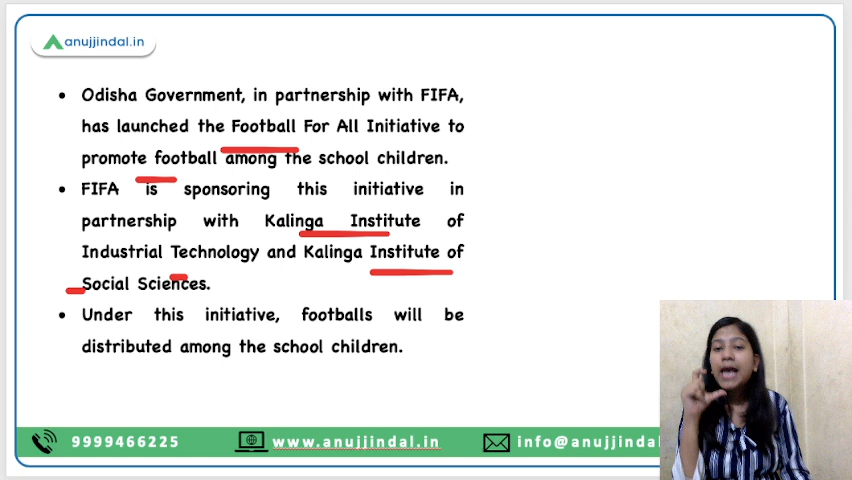 anujjindal.in
• Odisha Government, in partnership with FIFA,
has launched the Football For All Initiative to
promote football among the school children.
• FIFA is sponsoring this initiative in
partnership with Kalinga Institute of
Industrial Technology and Kalinga Institute of
Social Sciences.
• Under this initiative, footballs will be
distributed among the school children.
9999466225 www.anujjindal.in info@anujjindal